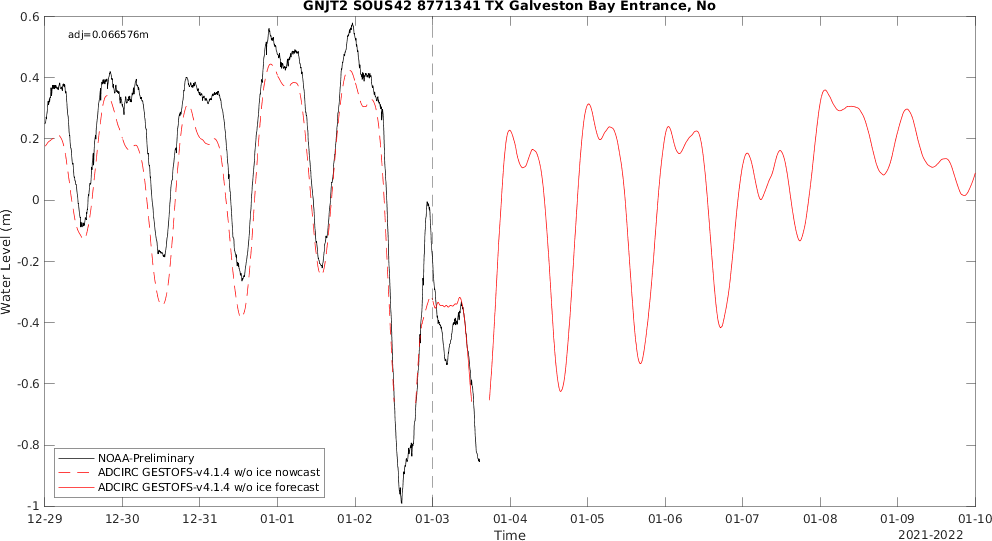 GNJT2 SOUS42 8771341 TX Galveston Bay Entrance, No
adj=0.066576m
0.6
0.4
0.2
0
-0.2
-0.4
-0.6
-0.8
-1
Water Level (m)
NOAA-Preliminary
ADCIRC GESTOFS-v4.1.4 w/o ice nowcast
ADCIRC GESTOFS-v4.1.4 w/o ice forecast
12-29 12-30 12-31 01-01 01-02 01-03 01-04 01-05 01-06 01-07 01-08 01-09 01-10
Time
2021-2022